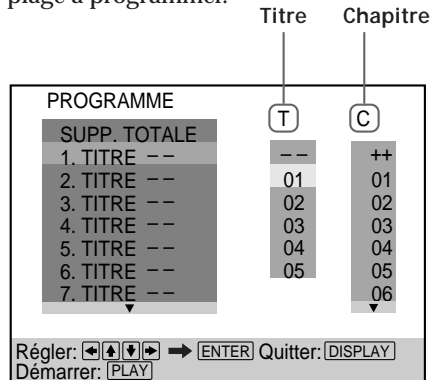 plage à programmer.
Titre Chapitre
PROGRAMME
T C
SUPP. TOTALE
1. TITRE – – – – ++
2. TITRE – – 01 01
3. TITRE – – 02 02
4. TITRE – – 03 03
5. TITRE – – 04 04
6. TITRE – – 05 05
7. TITRE – – 06
Régler: ENTER Quitter: DISPLAY
Démarrer: PLAY